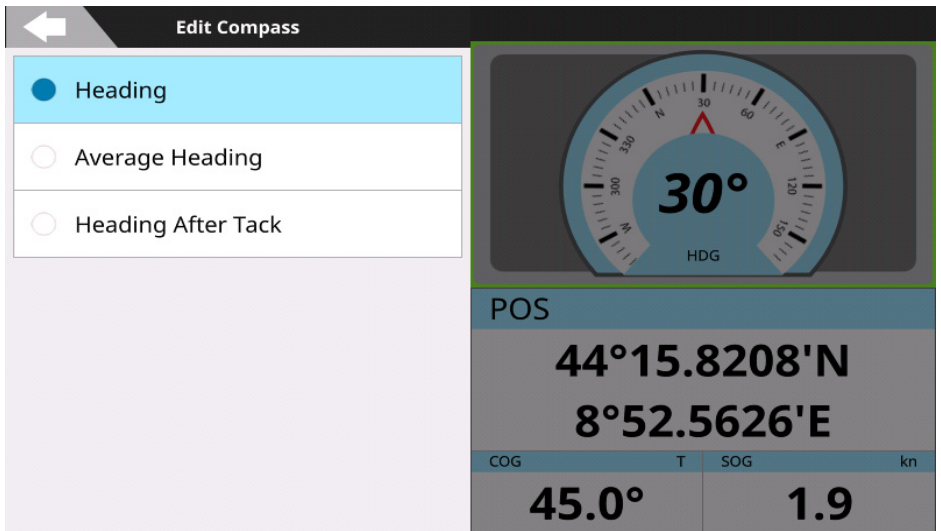 Edit Compass
Heading
Average Heading
Heading After Tack
W
300
330
N
30
60
E
120
150
30°
HDG
POS
44°15.8208'N
8°52.5626'E
COG T SOG kn
45.0° 1.9